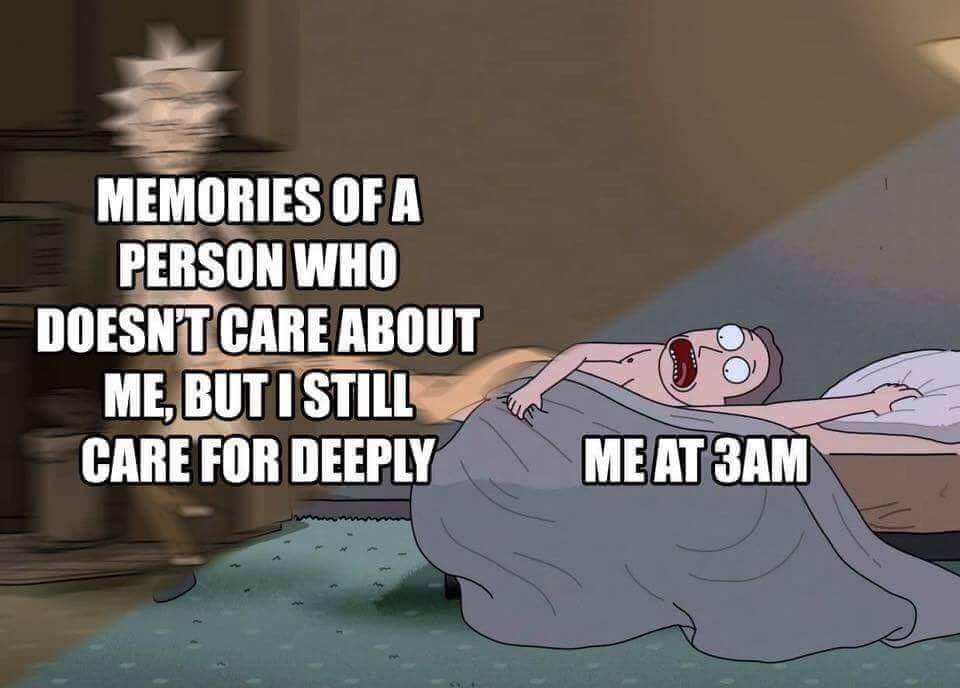 MEMORIES OF A
PERSON WHO
DOESN'T CARE ABOUT
ME, BUT I STILL
CARE FOR DEEPLY
ME AT 3AM